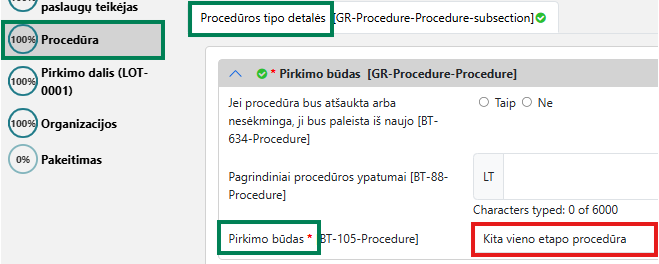 paslaugų teikėjas
100% Procedūra
100% Pirkimo dalis (LOT-
0001)
100% Organizacijos
0% Pakeitimas
Procedūros tipo detalės [GR-Procedure-Procedure-subsection]
* Pirkimo būdas [GR-Procedure-Procedure]
Jei procedūra bus atšaukta arba
nesėkminga, ji bus paleista iš naujo [BT-
634-Procedure]
Taip Ne
Pagrindiniai procedūros ypatumai [BT-88-
Procedure]
LT
Characters typed: 0 of 6000
Pirkimo būdas * [BT-105-Procedure]
Kita vieno etapo procedūra